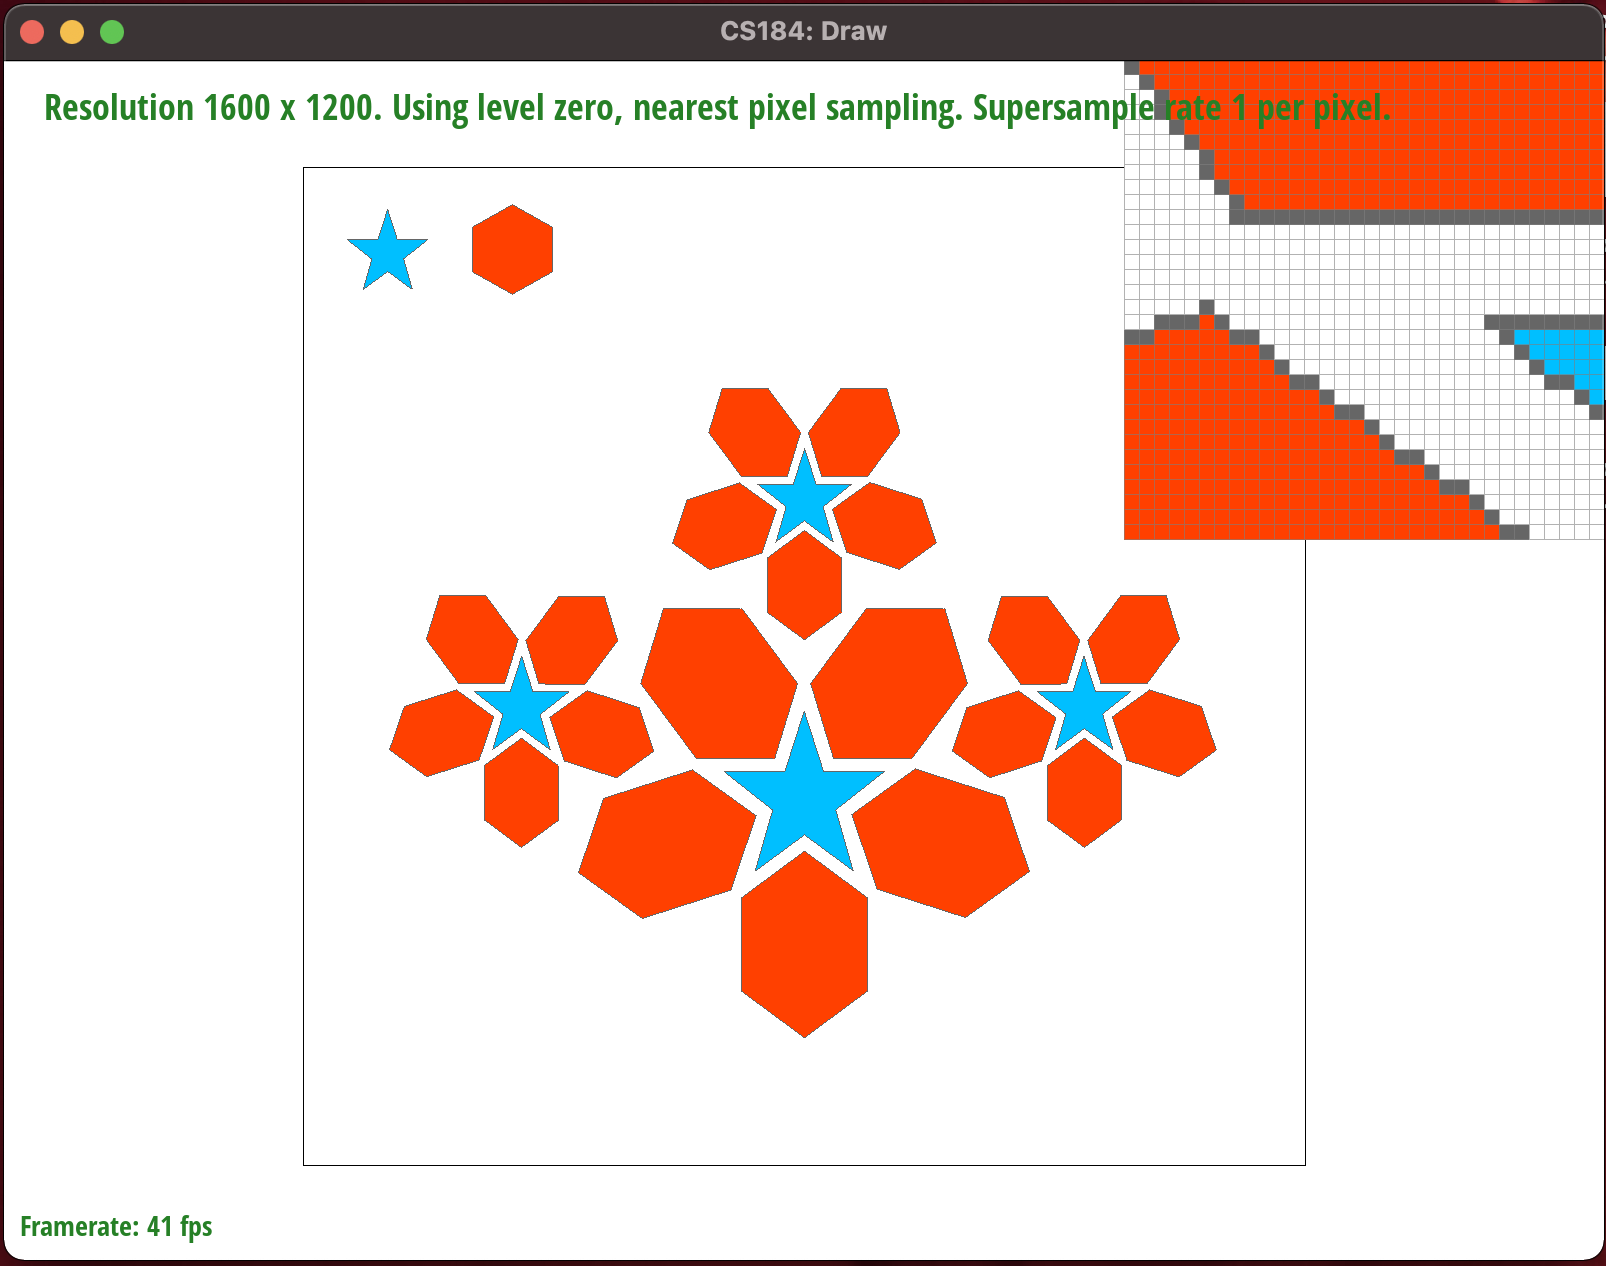 CS184: Draw
Resolution 1600 x 1200. Using level zero, nearest pixel sampling. Supersample rate 1 per pixel.
Framerate: 41 fps